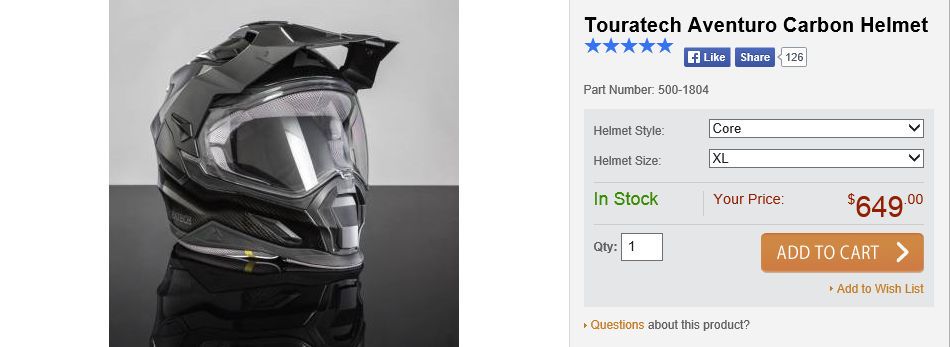 Touratech Aventuro Carbon Helmet
Like Share 126
Part Number: 500-1804
Helmet Style: Core
Helmet Size: XL
In Stock Your Price: $649.00
Qty: 1 ADD TO CART
Add to Wish List
Questions about this product?